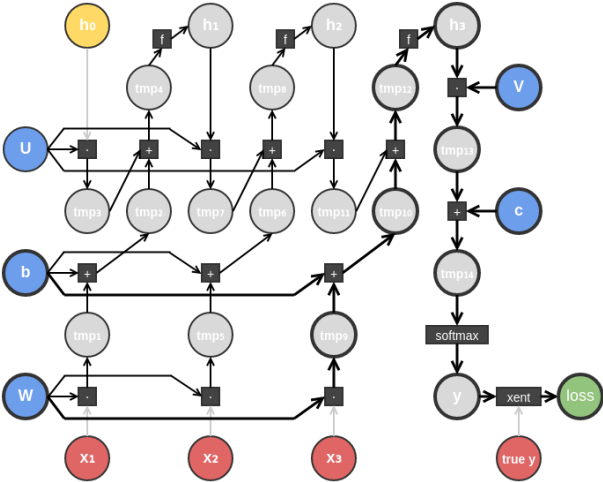 h₀ h₁ h₂ h₃
f f f
tmp₄ tmp₈ tmp₁₂ · V
U · + · + · + tmp₁₃
tmp₃ tmp₂ tmp₇ tmp₆ tmp₁₁ tmp₁₀ + c
b + + + tmp₁₄
tmp₁ tmp₅ tmp₉ softmax
W · · · y xent loss
x₁ x₂ x₃ true y